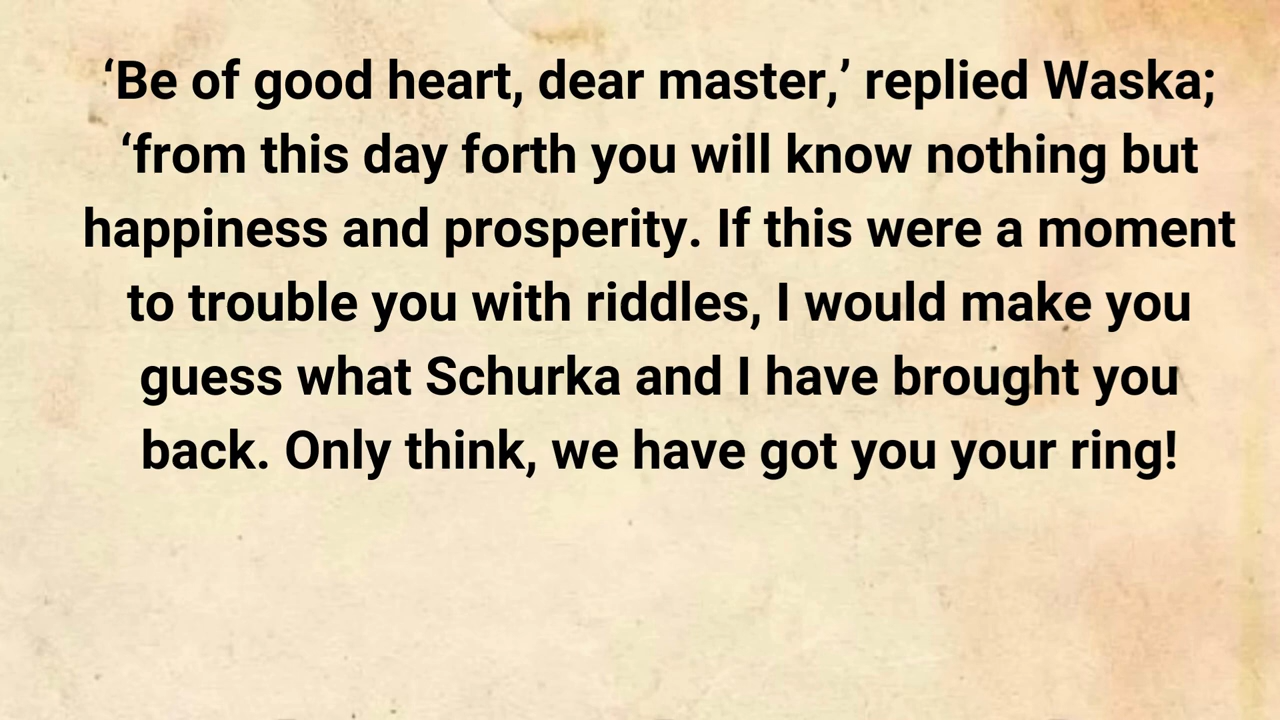 ‘Be of good heart, dear master,’ replied Waska;
‘from this day forth you will know nothing but
happiness and prosperity. If this were a moment
to trouble you with riddles, I would make you
guess what Schurka and I have brought you
back. Only think, we have got you your ring!